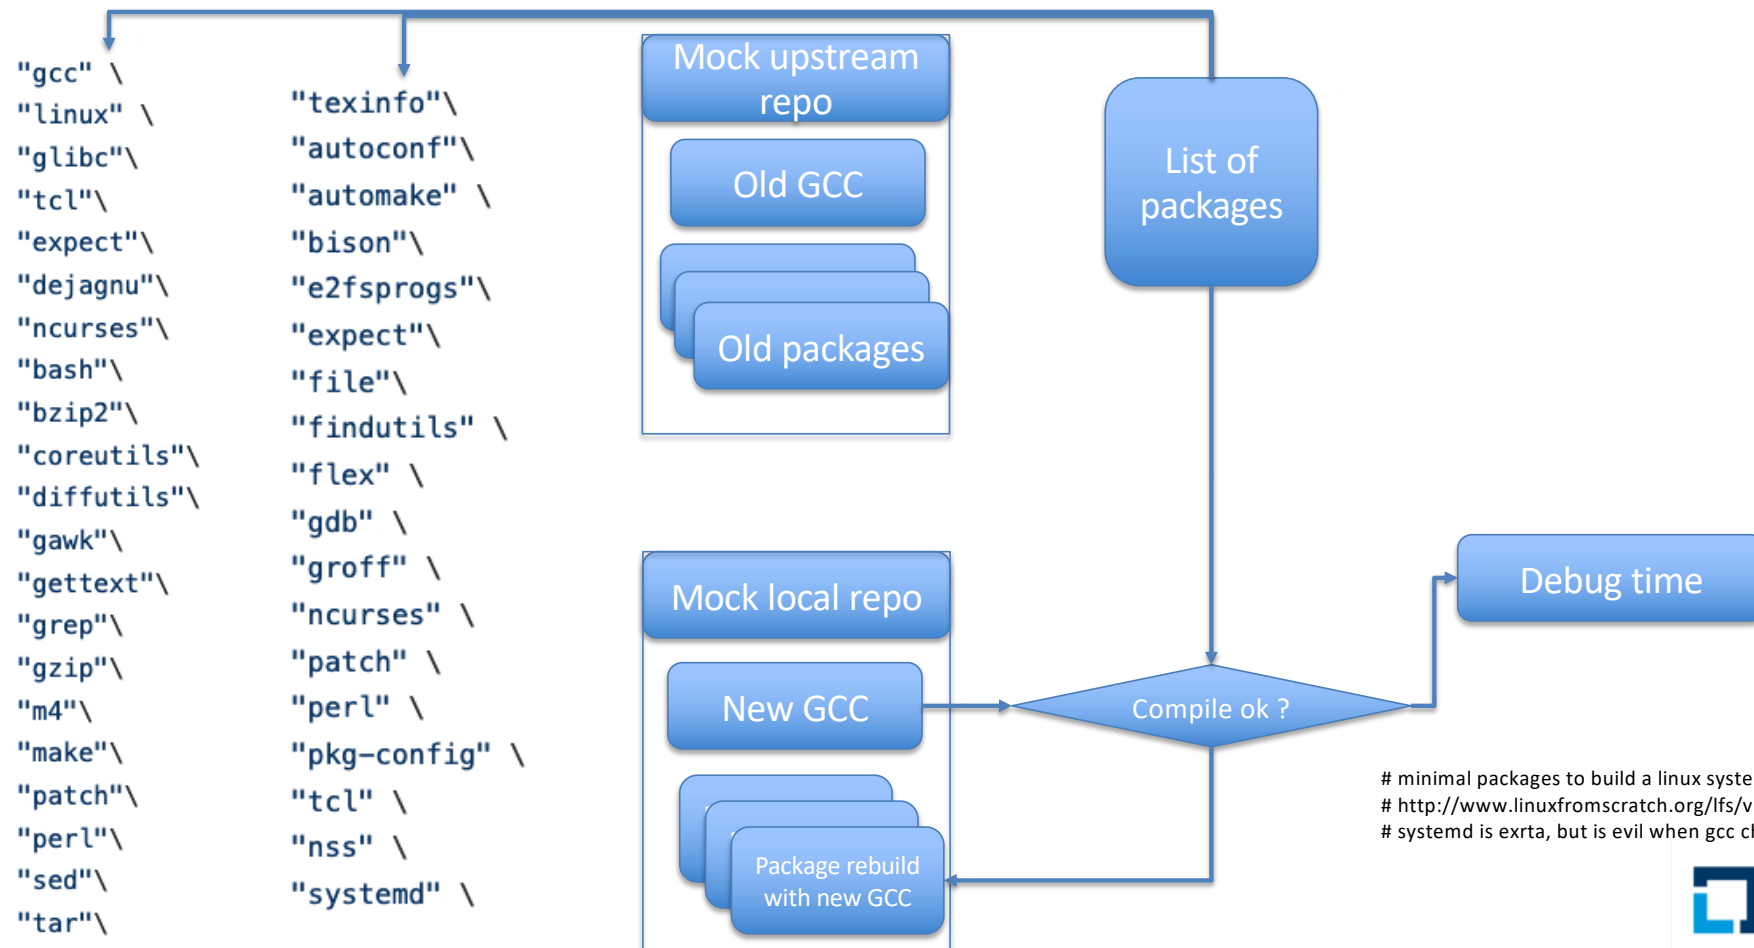 "gcc" \
"linux" \
"glibc"\
"tcl"\
"expect"\
"dejagnu"\
"ncurses"\
"bash"\
"bzip2"\
"coreutils"\
"diffutils"\
"gawk"\
"gettext"\
"grep"\
"gzip"\
"m4"\
"make"\
"patch"\
"perl"\
"sed"\
"tar"\
"texinfo"\
"autoconf"\
"automake" \
"bison"\
"e2fsprogs"\
"expect"\
"file"\
"findutils" \
"flex" \
"gdb" \
"groff" \
"ncurses" \
"patch" \
"perl" \
"pkg-config" \
"tcl" \
"nss" \
"systemd" \
Mock upstream
repo
Old GCC
Old packages
Mock local repo
New GCC
Package rebuild
with new GCC
List of
packages
Compile ok ?
Debug time
# minimal packages to build a linux syste
# http://www.linuxfromscratch.org/lfs/v
# systemd is exrta, but is evil when gcc c